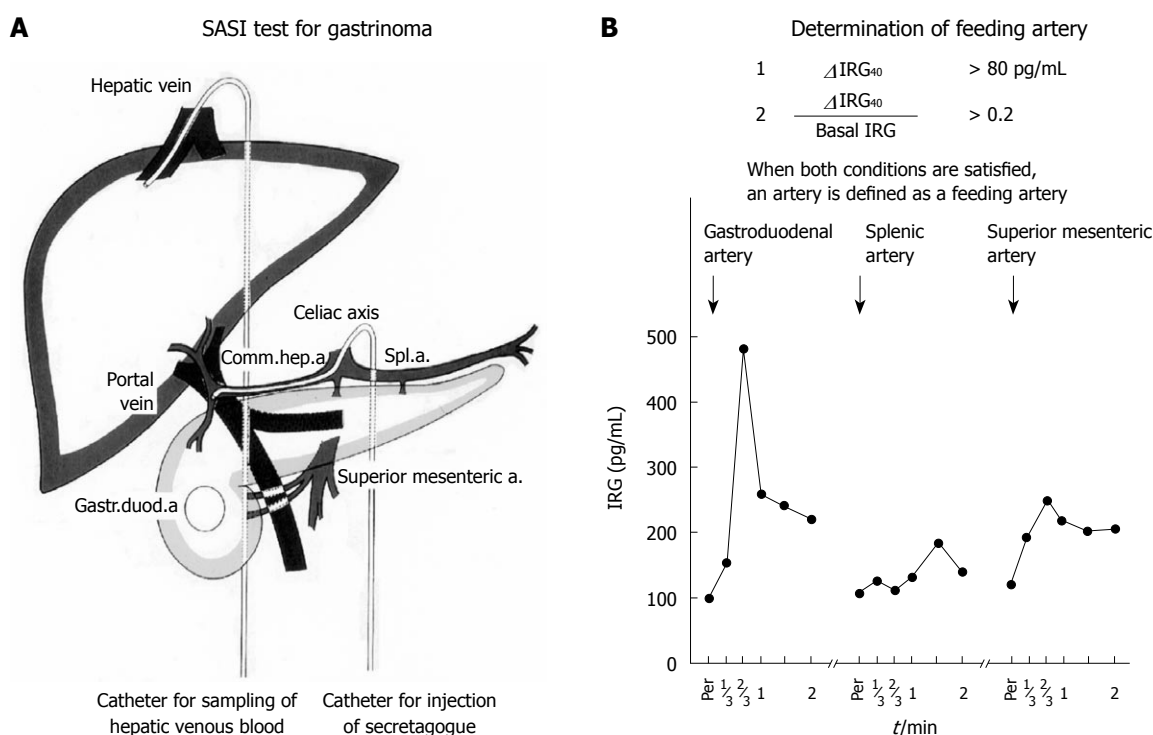 A
SASI test for gastrinoma
Hepatic vein
Celiac axis
Comm.hep.a
Spl.a.
Portal
vein
Superior mesenteric a.
Gastr.duod.a
Catheter for sampling of
hepatic venous blood
Catheter for injection
of secretagogue
B
Determination of feeding artery
1 ΔIRG₄₀ > 80 pg/mL
2 ΔIRG₄₀ > 0.2
Basal IRG
When both conditions are satisfied,
an artery is defined as a feeding artery
Gastroduodenal
artery
Splenic
artery
Superior mesenteric
artery
IRG (pg/mL)
500
400
300
200
100
0
Per 1/3 2/3 1 2
Per 1/3 2/3 1 2
Per 1/3 2/3 1 2
t/min